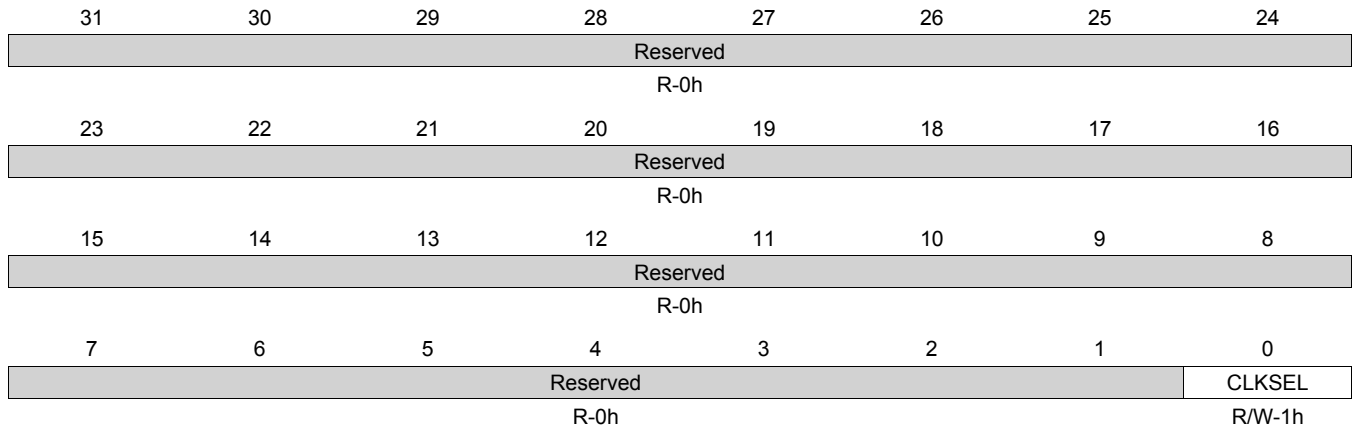 31 30 29 28 27 26 25 24
Reserved
R-0h
23 22 21 20 19 18 17 16
Reserved
R-0h
15 14 13 12 11 10 9 8
Reserved
R-0h
7 6 5 4 3 2 1 0
Reserved CLKSEL
R-0h R/W-1h